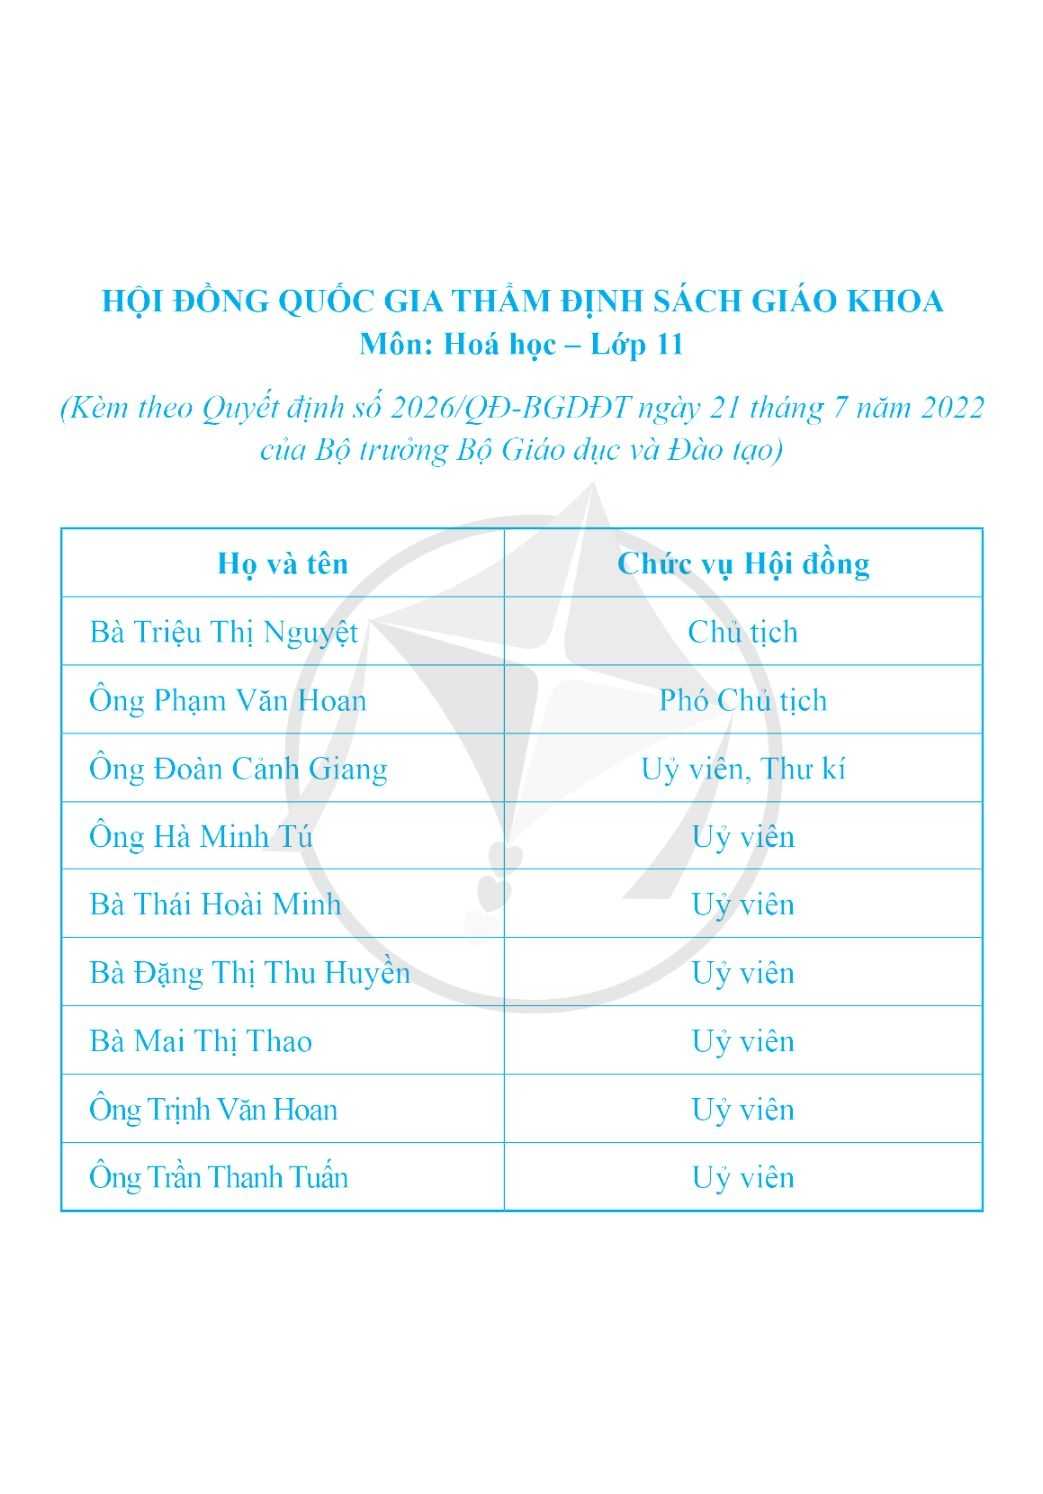 HỘI ĐỒNG QUỐC GIA THẨM ĐỊNH SÁCH GIÁO KHOA
Môn: Hoá học – Lớp 11
(Kèm theo Quyết định số 2026/QĐ-BGDĐT ngày 21 tháng 7 năm 2022
của Bộ trưởng Bộ Giáo dục và Đào tạo)
Họ và tên Chức vụ Hội đồng
Bà Triệu Thị Nguyệt Chủ tịch
Ông Phạm Văn Hoan Phó Chủ tịch
Ông Đoàn Cảnh Giang Uỷ viên, Thư kí
Ông Hà Minh Tú Uỷ viên
Bà Thái Hoài Minh Uỷ viên
Bà Đặng Thị Thu Huyền Uỷ viên
Bà Mai Thị Thao Uỷ viên
Ông Trịnh Văn Hoan Uỷ viên
Ông Trần Thanh Tuấn Uỷ viên